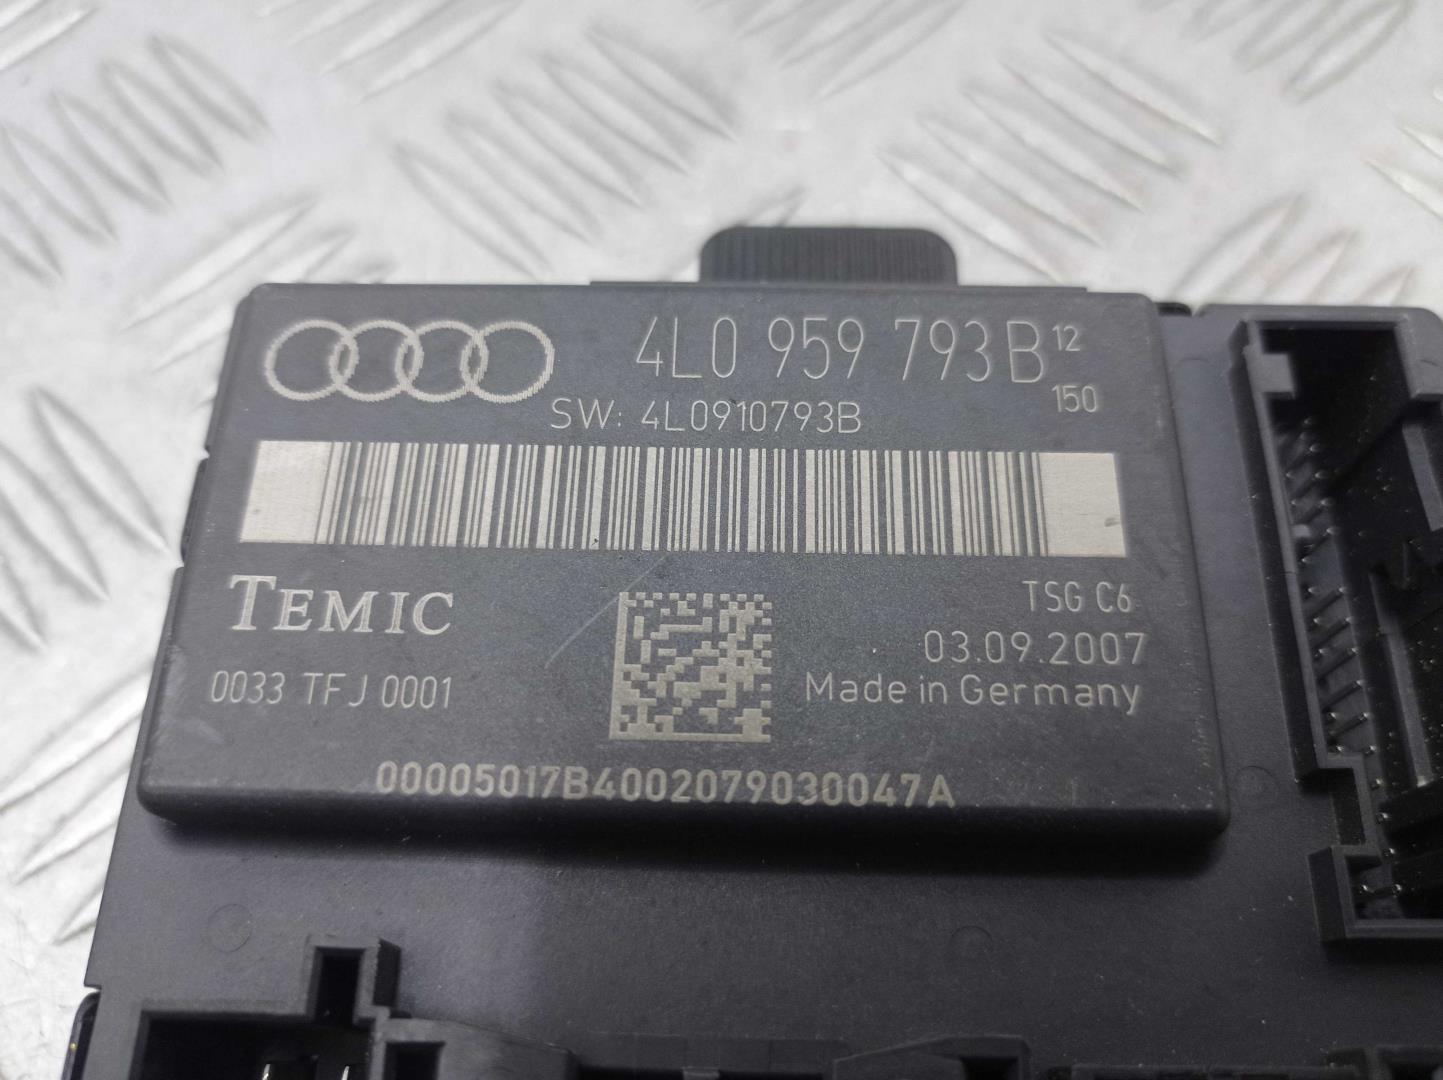 4L0 959 793 B 12
150
SW: 4L0910793B
TEMIC
TSG C6
03.09.2007
0033 TFJ 0001
Made in Germany
00005017B4002079030047A